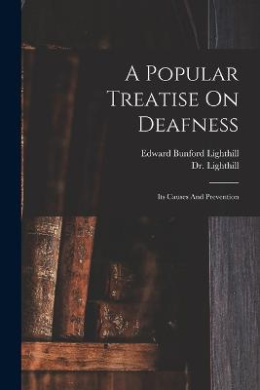 A Popular
Treatise On
Deafness
Edward Bunford Lighthill
Dr. Lighthill
Its Causes And Prevention